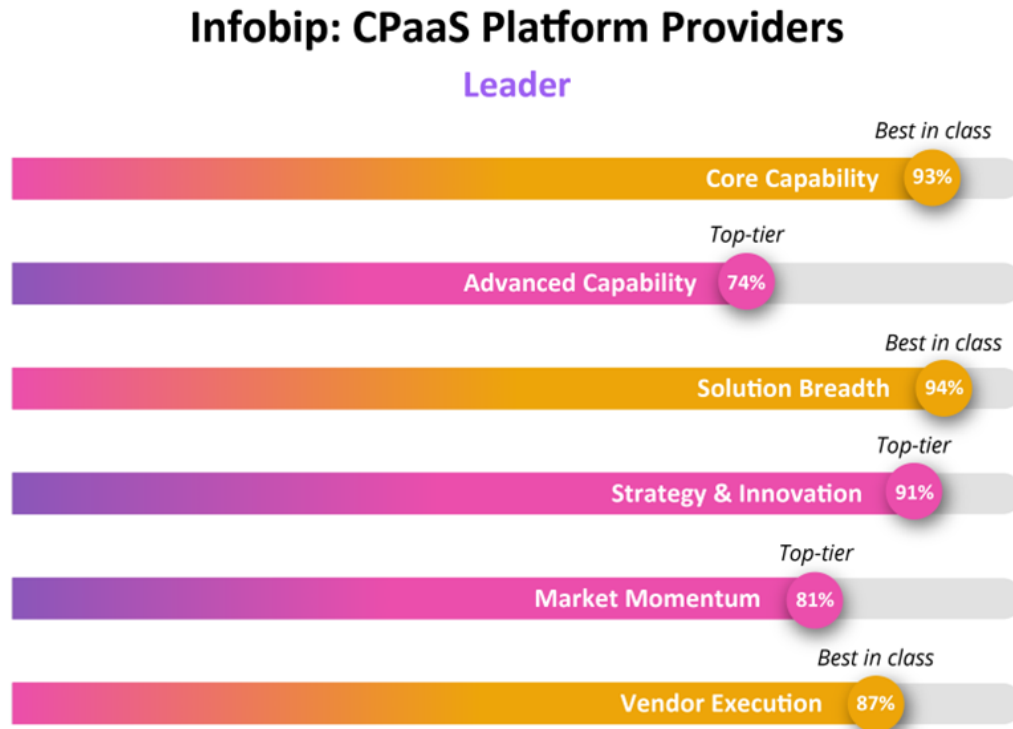 Infobip: CPaaS Platform Providers
Leader
Best in class
Core Capability 93%
Top-tier
Advanced Capability 74%
Best in class
Solution Breadth 94%
Top-tier
Strategy & Innovation 91%
Top-tier
Market Momentum 81%
Best in class
Vendor Execution 87%